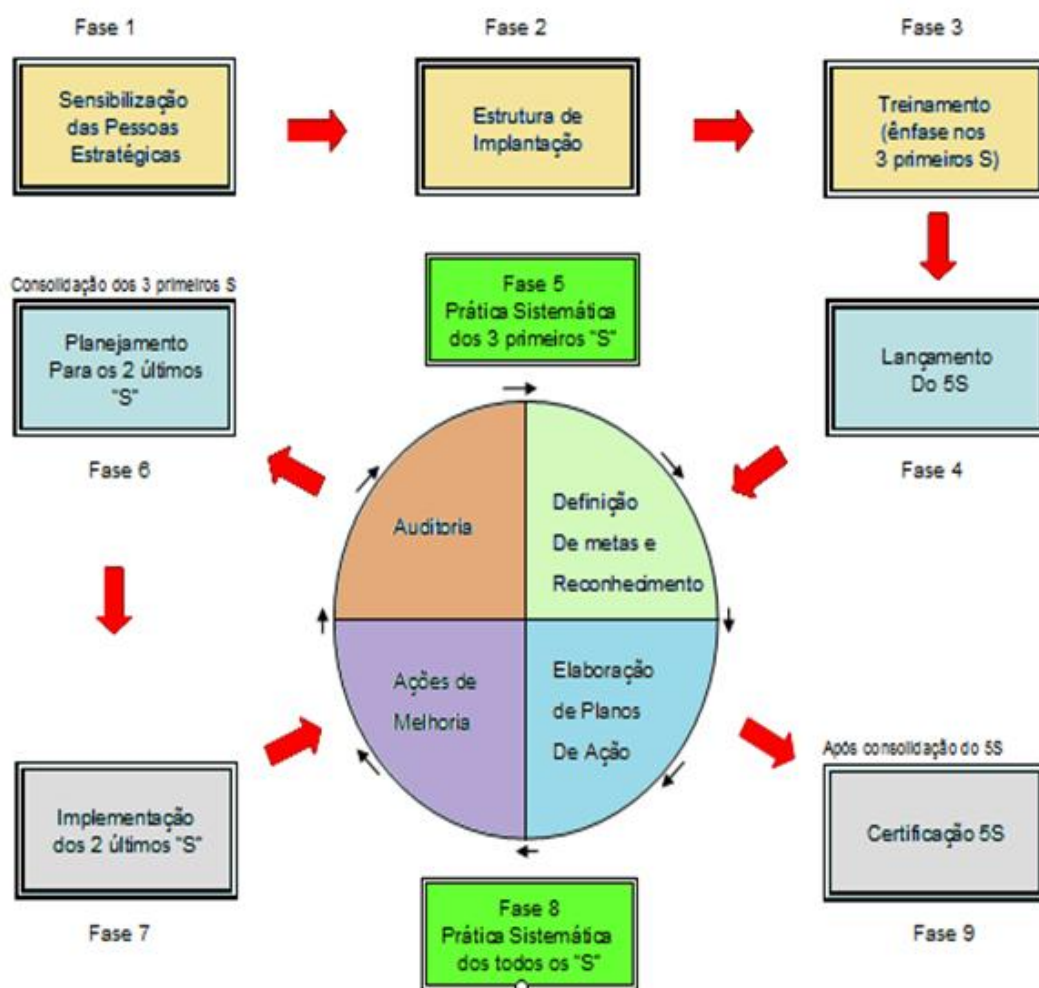 Fase 1
Fase 2
Fase 3
Sensibilização
das Pessoas
Estratégicas
Estrutura de
Implantação
Treinamento
(ênfase nos
3 primeiros S)
Consolidação dos 3 primeiros S
Planejamento
Para os 2 últimos
"S"
Fase 6
Fase 5
Prática Sistemática
dos 3 primeiros "S"
Lançamento
Do 5S
Fase 4
Auditoria
Definição
De metas e
Reconhecimento
Ações de
Melhoria
Elaboração
de Planos
De Ação
Implementação
dos 2 últimos "S"
Fase 7
Fase 8
Prática Sistemática
dos todos os "S"
Após consolidação do 5S
Certificação 5S
Fase 9